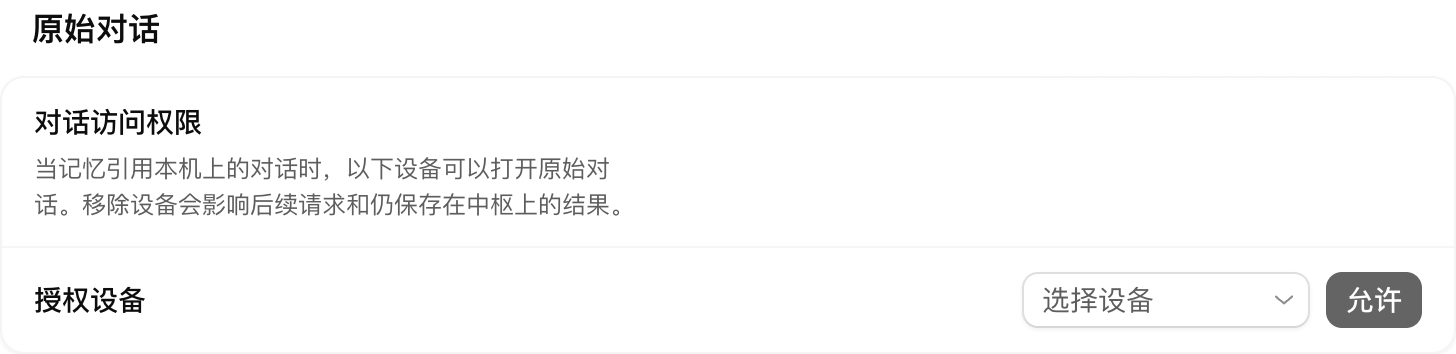 原始对话
对话访问权限
当记忆引用本机上的对话时，以下设备可以打开原始对
话。移除设备会影响后续请求和仍保存在中枢上的结果。
授权设备
选择设备
允许